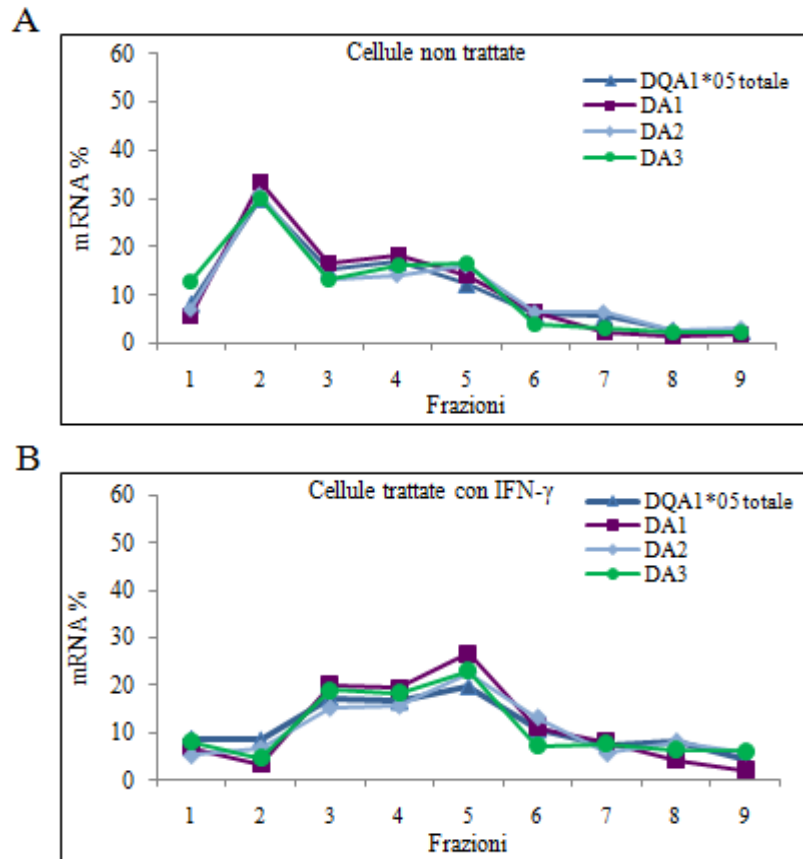 A
Cellule non trattate
60
50
40
30
20
10
0
mRNA %
DQA1*05 totale
DA1
DA2
DA3
1 2 3 4 5 6 7 8 9
Frazioni
B
Cellule trattate con IFN-γ
60
50
40
30
20
10
0
mRNA %
DQA1*05 totale
DA1
DA2
DA3
1 2 3 4 5 6 7 8 9
Frazioni